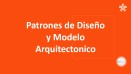 Patrones de Diseño
y Modelo
Arquitectonico